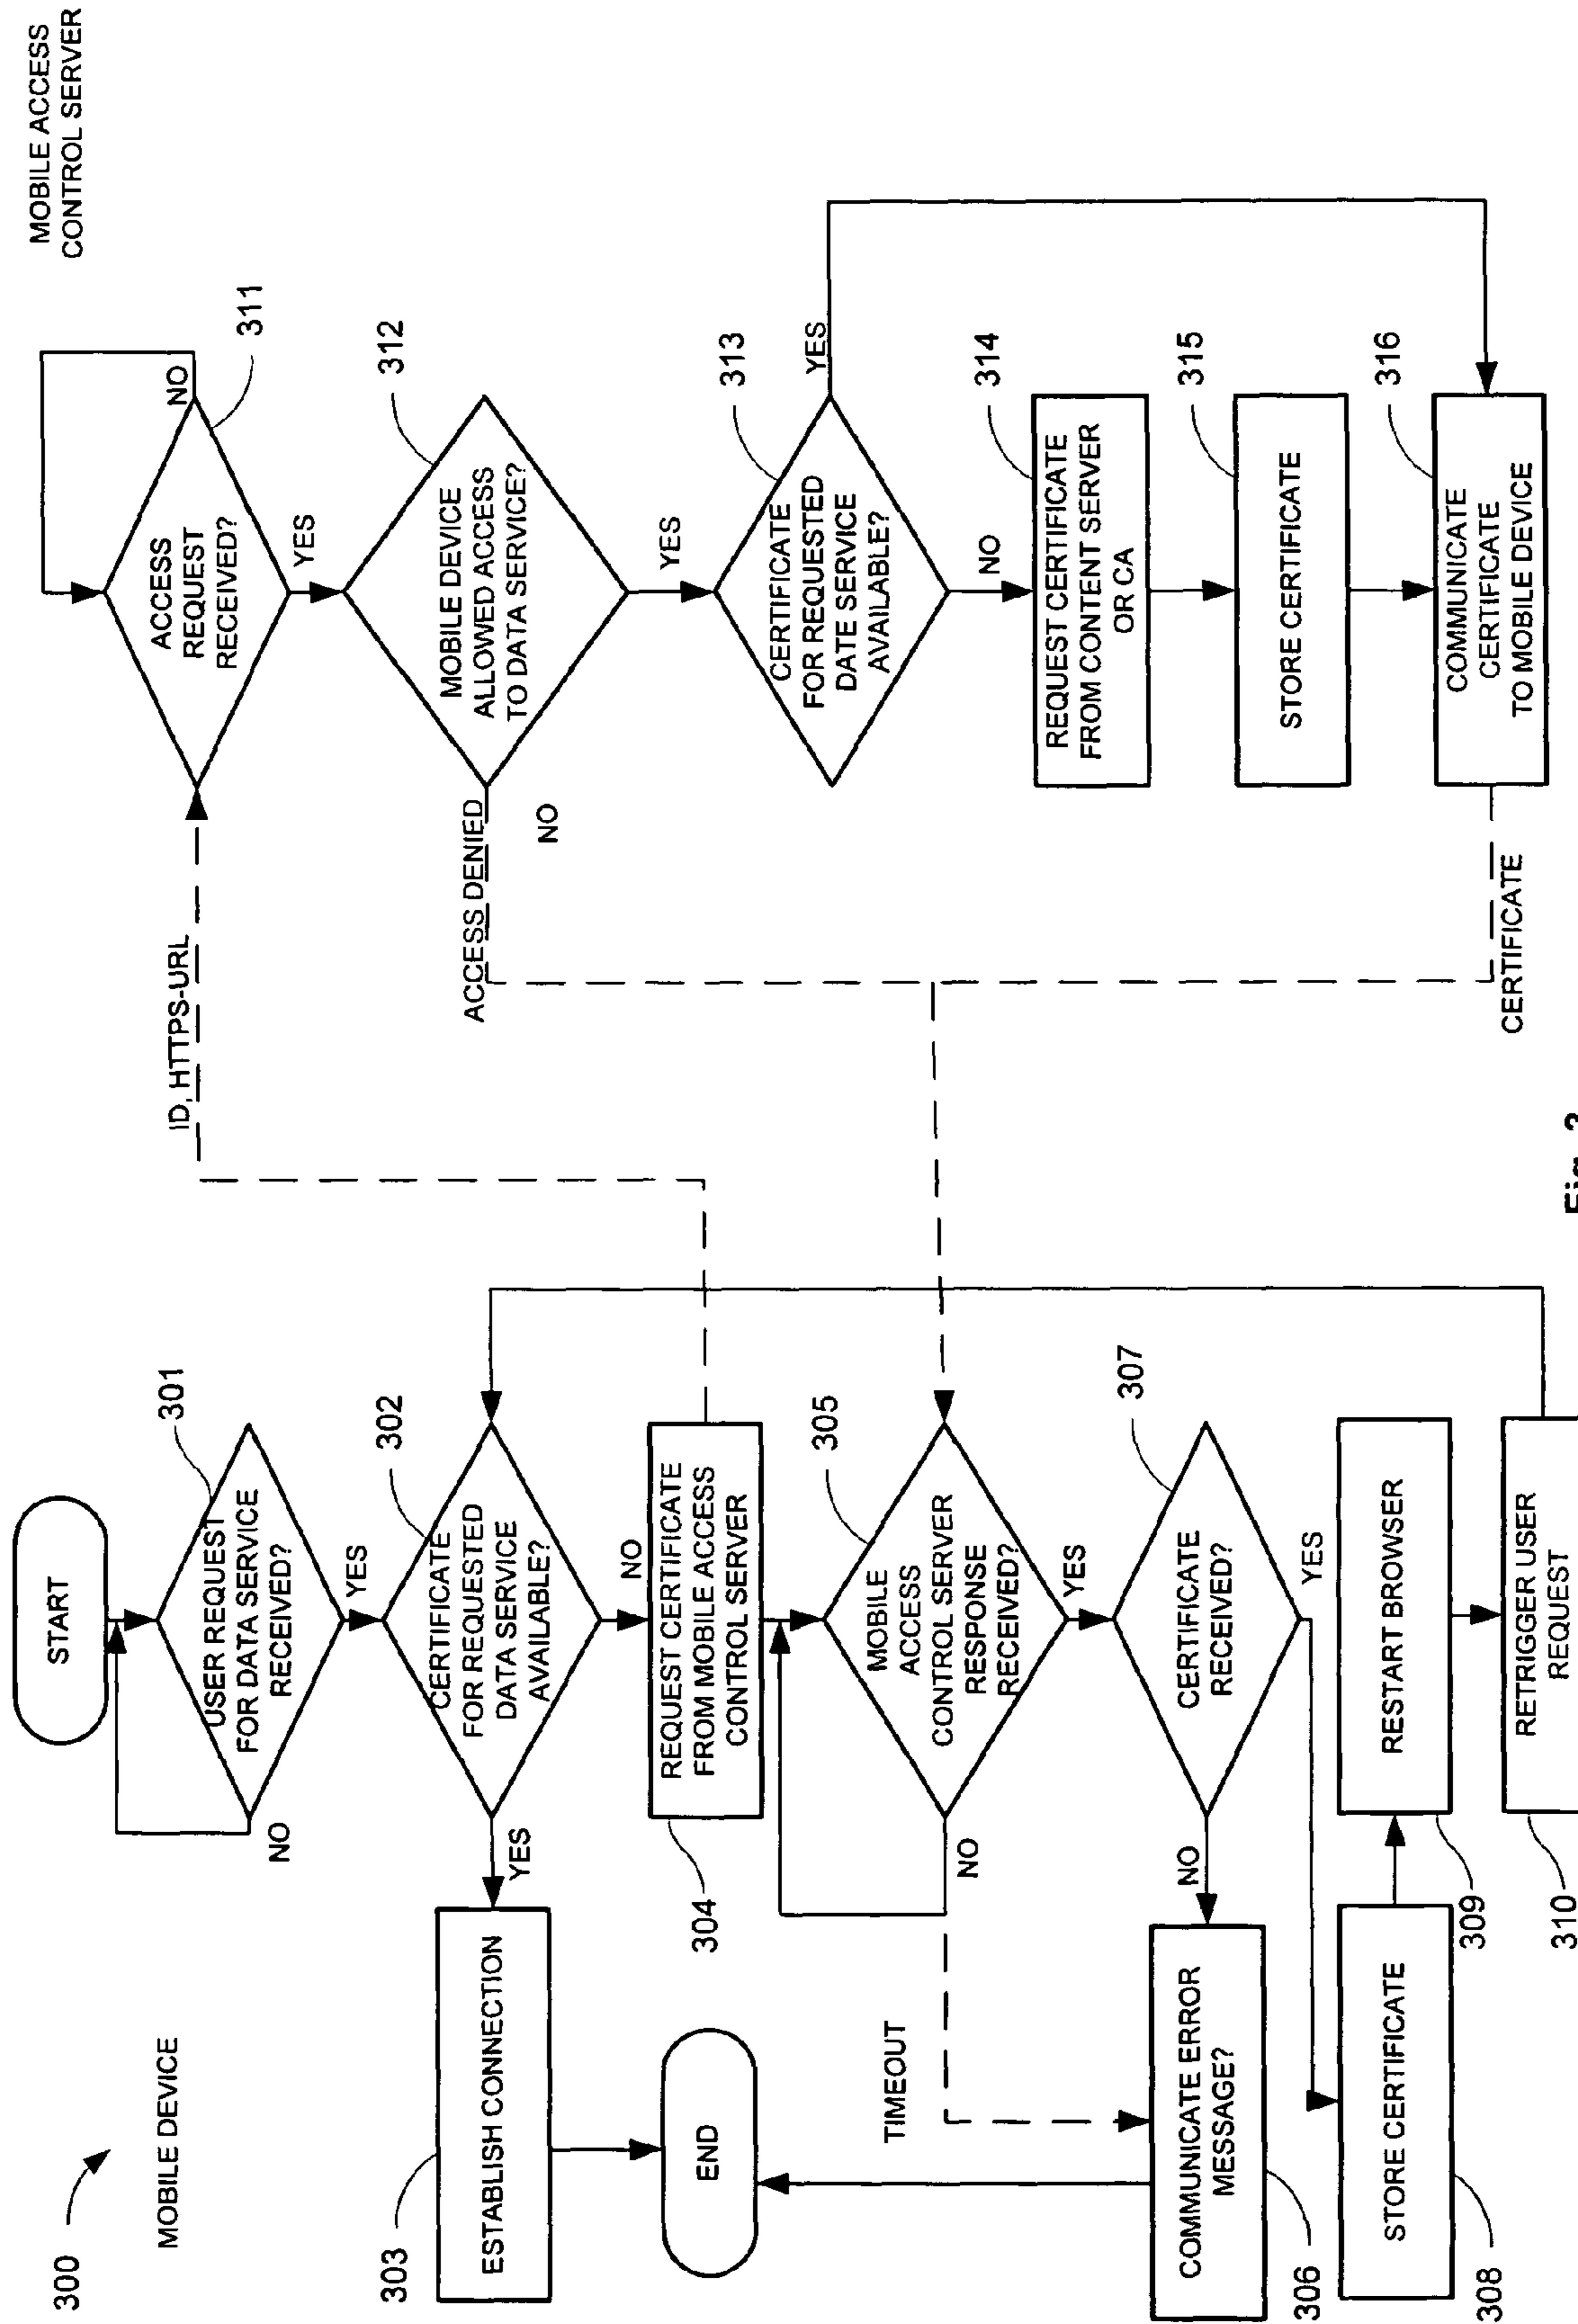 300
MOBILE DEVICE
MOBILE ACCESS
CONTROL SERVER
START
301
USER REQUEST
FOR DATA SERVICE
RECEIVED?
NO
YES
302
CERTIFICATE
FOR REQUESTED
DATA SERVICE
AVAILABLE?
YES
NO
303
ESTABLISH CONNECTION
END
304
REQUEST CERTIFICATE
FROM MOBILE ACCESS
CONTROL SERVER
305
MOBILE
ACCESS
CONTROL SERVER
RESPONSE
RECEIVED?
NO
YES
TIMEOUT
306
COMMUNICATE ERROR
MESSAGE?
307
CERTIFICATE
RECEIVED?
NO
YES
308
STORE CERTIFICATE
309
RESTART BROWSER
310
RETRIGGER USER
REQUEST
ID, HTTPS-URL
311
ACCESS
REQUEST
RECEIVED?
NO
YES
312
MOBILE DEVICE
ALLOWED ACCESS
TO DATA SERVICE?
ACCESS DENIED
NO
YES
313
CERTIFICATE
FOR REQUESTED
DATE SERVICE
AVAILABLE?
YES
NO
314
REQUEST CERTIFICATE
FROM CONTENT SERVER
OR CA
315
STORE CERTIFICATE
316
COMMUNICATE
CERTIFICATE
TO MOBILE DEVICE
CERTIFICATE